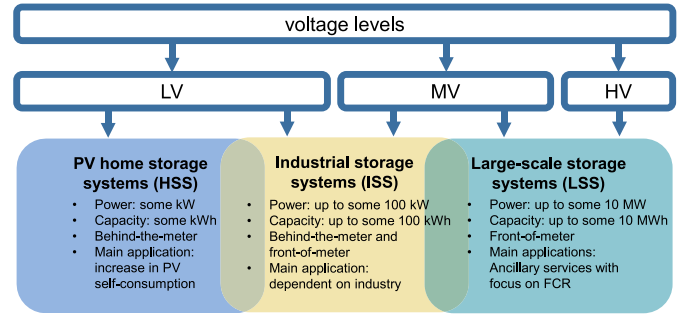 voltage levels
LV
MV
HV
PV home storage
systems (HSS)
• Power: some kW
• Capacity: some kWh
• Behind-the-meter
• Main application:
increase in PV
self-consumption
Industrial storage
systems (ISS)
• Power: up to some 100 kW
• Capacity: up to some 100 kWh
• Behind-the-meter and
front-of-meter
• Main application:
dependent on industry
Large-scale storage
systems (LSS)
• Power: up to some 10 MW
• Capacity: up to some 10 MWh
• Front-of-meter
• Main applications:
Ancillary services with
focus on FCR